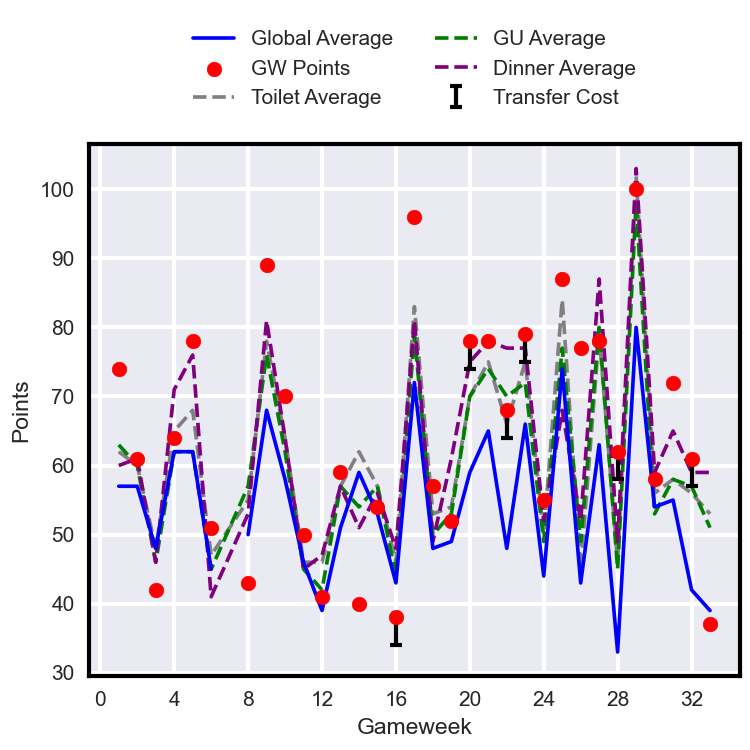 Global Average
GW Points
Toilet Average
GU Average
Dinner Average
Transfer Cost
100
90
80
70
60
50
40
30
Points
0 4 8 12 16 20 24 28 32
Gameweek